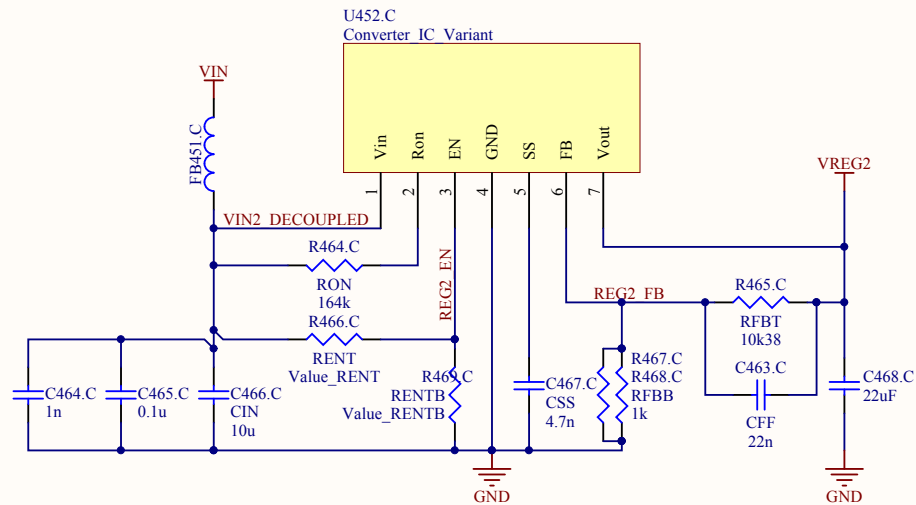 U452.C
Converter_IC_Variant
VIN
FB451.C
Vin
Ron
EN
GND
SS
FB
Vout
1
2
3
4
5
6
7
VREG2
VIN2_DECOUPLED
R464.C
RON
164k
REG2_EN
REG2_FB
R465.C
RFBT
10k38
R466.C
RENT
Value_RENT
C464.C
1n
C465.C
0.1u
C466.C
CIN
10u
R469.C
RENTB
Value_RENTB
C467.C
CSS
4.7n
R467.C
R468.C
RFBB
1k
C463.C
CFF
22n
C468.C
22uF
GND
GND